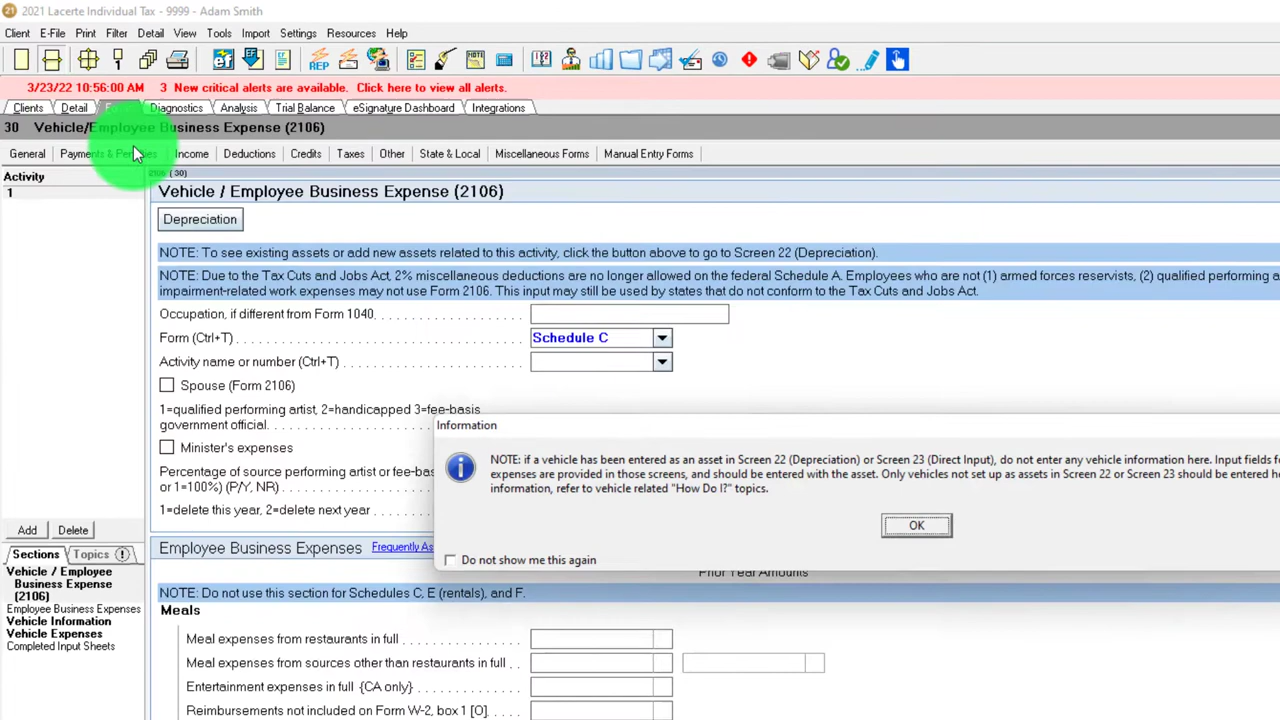 21 2021 Lacerte Individual Tax - 9999 - Adam Smith
Client E-File Print Filter Detail View Tools Import Settings Resources Help
REP
3/23/22 10:56:00 AM 3 New critical alerts are available. Click here to view all alerts.
Clients Detail Diagnostics Analysis Trial Balance eSignature Dashboard Integrations
30 Vehicle/Employee Business Expense (2106)
General Payments & Income Deductions Credits Taxes Other State & Local Miscellaneous Forms Manual Entry Forms
Activity
1
2106 (30)
Vehicle / Employee Business Expense (2106)
Depreciation
NOTE: To see existing assets or add new assets related to this activity, click the button above to go to Screen 22 (Depreciation).
NOTE: Due to the Tax Cuts and Jobs Act, 2% miscellaneous deductions are no longer allowed on the federal Schedule A. Employees who are not (1) armed forces reservists, (2) qualified performing a
impairment-related work expenses may not use Form 2106. This input may still be used by states that do not conform to the Tax Cuts and Jobs Act.
Occupation, if different from Form 1040
Form (Ctrl+T) Schedule C
Activity name or number (Ctrl+T)
Spouse (Form 2106)
1=qualified performing artist, 2=handicapped 3=fee-basis
government official
Minister's expenses
Percentage of source performing artist or fee-bas
or 1=100%) (P/Y, NR)
1=delete this year, 2=delete next year
Information
NOTE: if a vehicle has been entered as an asset in Screen 22 (Depreciation) or Screen 23 (Direct Input), do not enter any vehicle information here. Input fields fo
expenses are provided in those screens, and should be entered with the asset. Only vehicles not set up as assets in Screen 22 or Screen 23 should be entered he
information, refer to vehicle related "How Do I?" topics.
OK
Do not show me this again
Add Delete
Sections Topics
Vehicle / Employee
Business Expense
(2106)
Employee Business Expenses
Vehicle Information
Vehicle Expenses
Completed Input Sheets
Employee Business Expenses Frequently As
Prior Year Amounts
NOTE: Do not use this section for Schedules C, E (rentals), and F.
Meals
Meal expenses from restaurants in full
Meal expenses from sources other than restaurants in full
Entertainment expenses in full {CA only}
Reimbursements not included on Form W-2, box 1 [O]